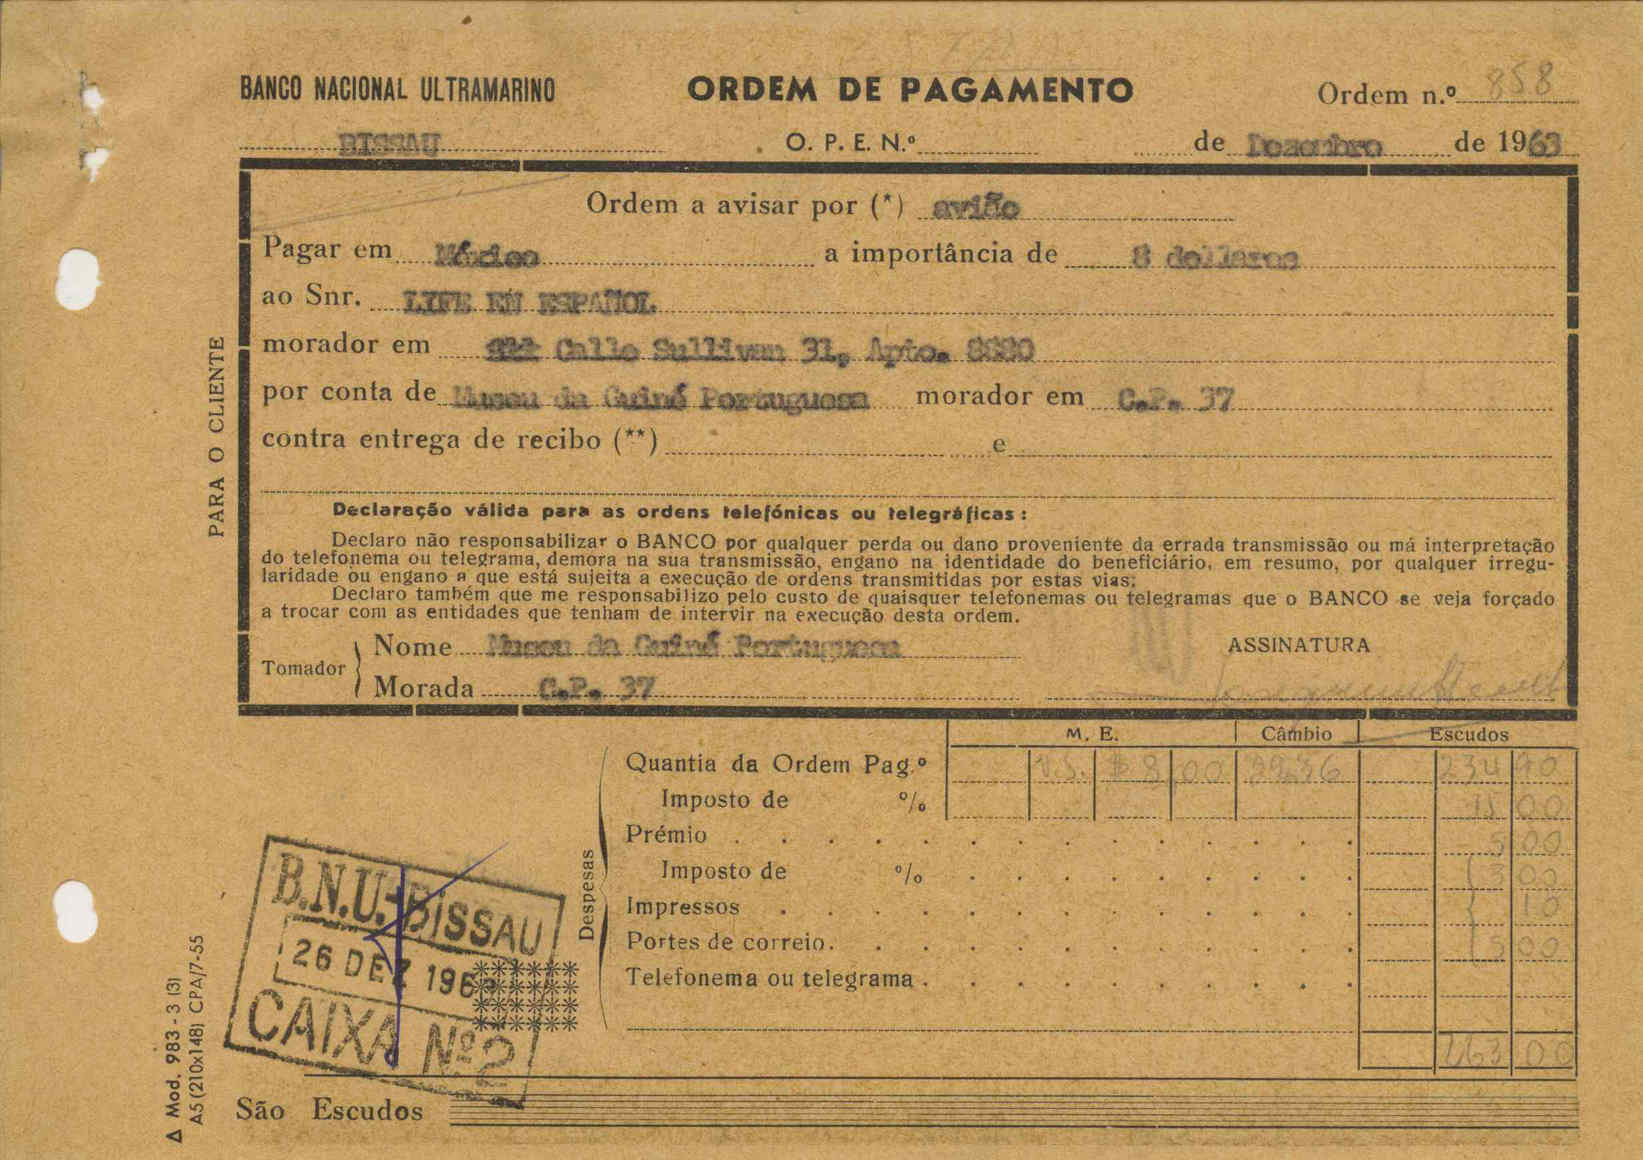 BANCO NACIONAL ULTRAMARINO ORDEM DE PAGAMENTO Ordem n.º 858
BISSAU O. P. E. N.º de Dezembro de 1963
Ordem a avisar por (*) avião
Pagar em México a importância de 8 dollares
ao Snr. LIFE EN ESPAÑOL
morador em Calle Sullivan 31, Apto. 8680
por conta de Museu da Guiné Portuguesa morador em C.P. 37
contra entrega de recibo (**) e
Declaração válida para as ordens telefónicas ou telegráficas :
Declaro não responsabilizar o BANCO por qualquer perda ou dano proveniente da errada transmissão ou má interpretação
do telefonema ou telegrama, demora na sua transmissão, engano na identidade do beneficiário, em resumo, por qualquer irregu-
laridade ou engano a que está sujeita a execução de ordens transmitidas por estas vias;
Declaro também que me responsabilizo pelo custo de quaisquer telefonemas ou telegramas que o BANCO se veja forçado
a trocar com as entidades que tenham de intervir na execução desta ordem.
Tomador Nome Museu da Guiné Portuguesa ASSINATURA
Morada C.P. 37
PARA O CLIENTE
M. E. Câmbio Escudos
Quantia da Ordem Pag.º U.S. $ 8,00 29,36 234 90
Imposto de % 15 00
Despesas
Prémio 5 00
Imposto de % 3 00
Impressos 10
Portes de correio. 5 00
Telefonema ou telegrama
263 00
B.N.U.-BISSAU
26 DEZ 196
CAIXA Nº 2
São Escudos
Δ Mod. 983 - 3 (3)
A5 (210x148) CPA/7-55